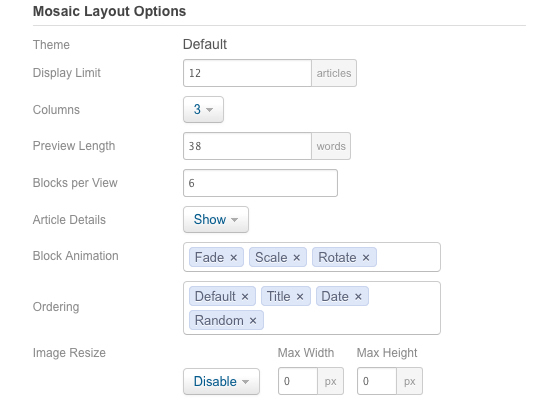 Mosaic Layout Options
Theme Default
Display Limit 12 articles
Columns 3
Preview Length 38 words
Blocks per View 6
Article Details Show
Block Animation Fade × Scale × Rotate ×
Ordering Default × Title × Date ×
Random ×
Image Resize Max Width Max Height
Disable 0 px 0 px